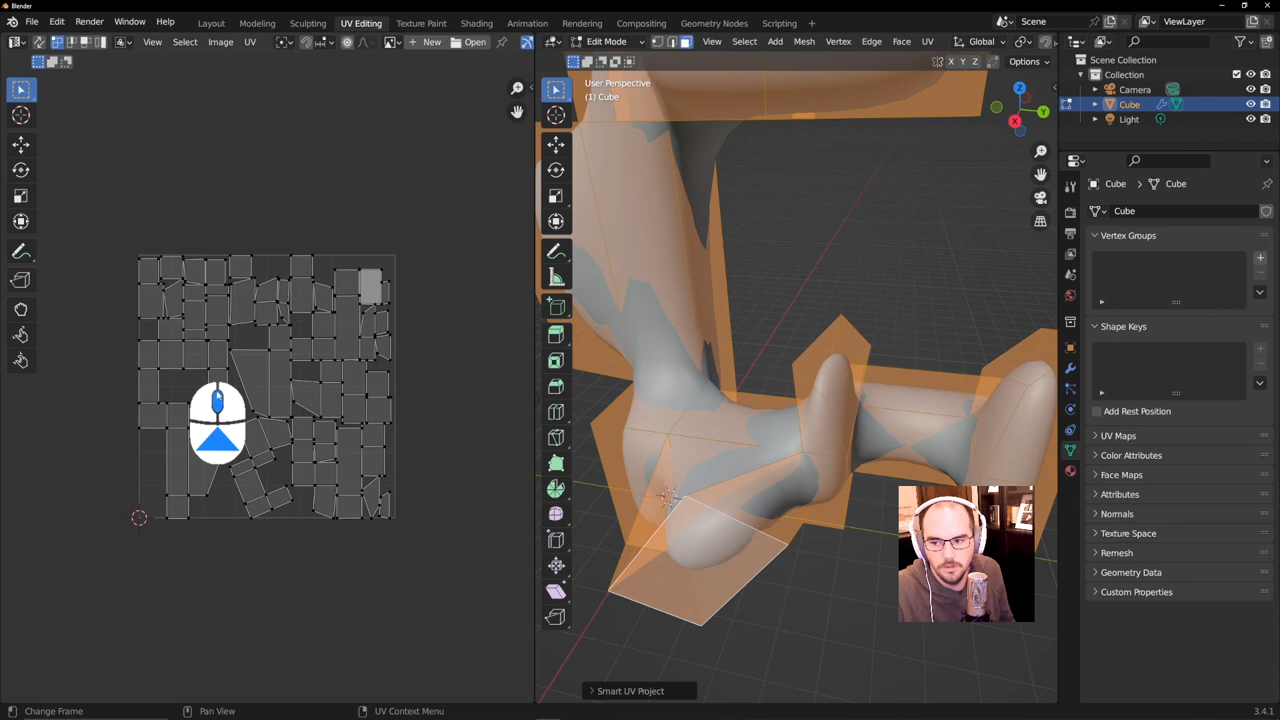 Blender
File Edit Render Window Help
Layout Modeling Sculpting UV Editing Texture Paint Shading Animation Rendering Compositing Geometry Nodes Scripting +
Scene ViewLayer
View Select Image UV
New Open
Edit Mode View Select Add Mesh Vertex Edge Face UV Global
X Y Z Options
User Perspective
(1) Cube
Z
Y
X
Scene Collection
Collection
Camera
Cube
Light
Cube Cube
Cube
Vertex Groups
Shape Keys
Add Rest Position
UV Maps
Color Attributes
Face Maps
Attributes
Normals
Texture Space
Remesh
Geometry Data
Custom Properties
Smart UV Project
Change Frame Pan View UV Context Menu 3.4.1